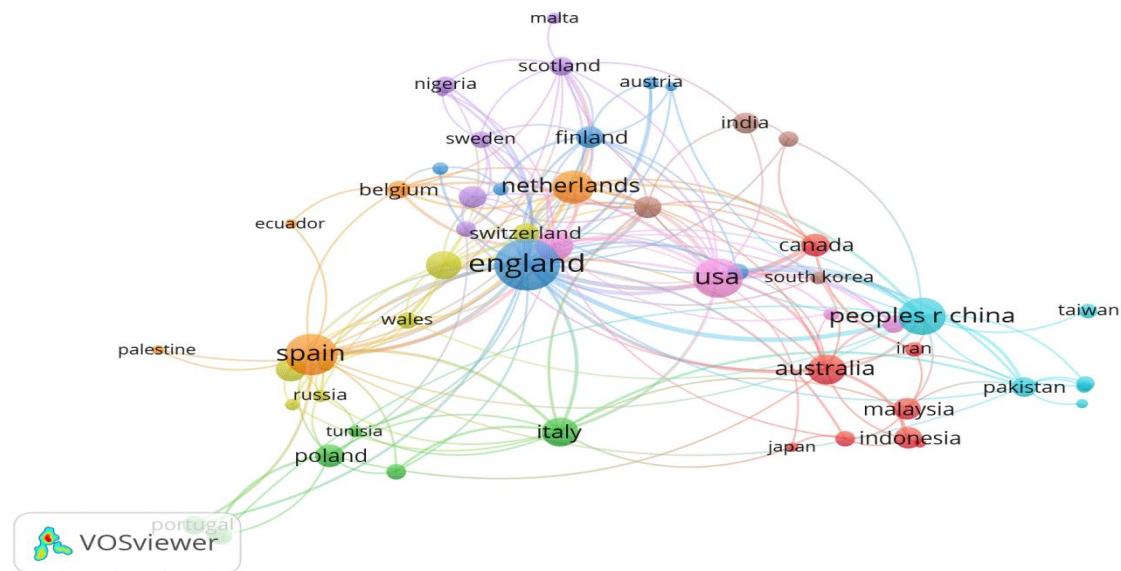 malta
scotland
nigeria
austria
india
sweden
finland
belgium
netherlands
ecuador
switzerland
canada
england
usa
south korea
wales
peoples r china
taiwan
palestine
spain
iran
australia
pakistan
russia
malaysia
tunisia
italy
indonesia
japan
poland
portugal
VOSviewer